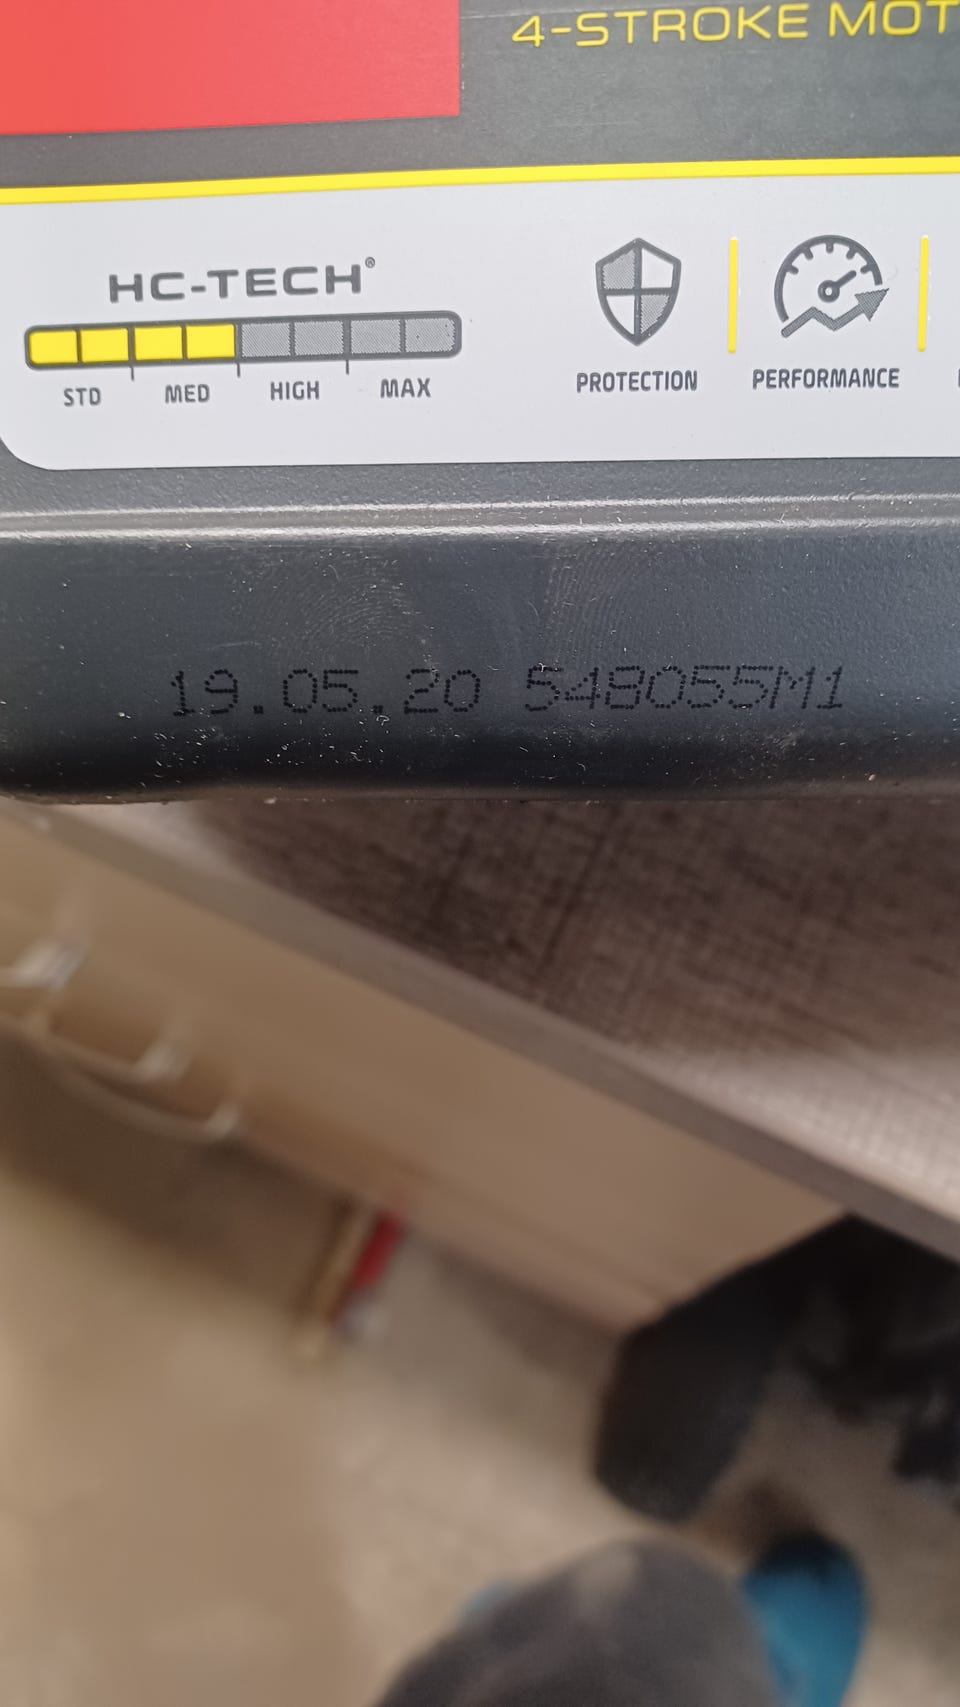 4-STROKE MOT
HC-TECH®
STD MED HIGH MAX
PROTECTION PERFORMANCE
19.05.20 548055M1